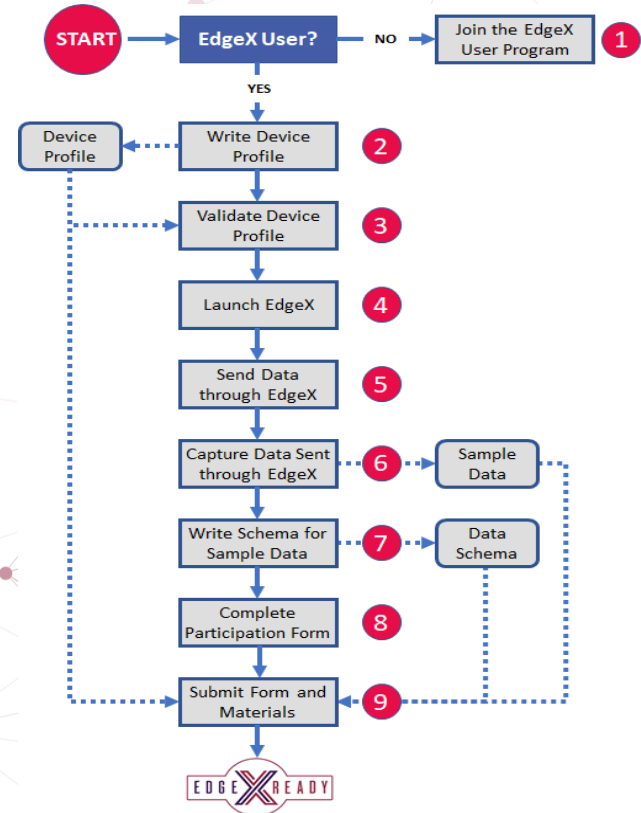 START
EdgeX User?
NO
Join the EdgeX
User Program
1
YES
Device
Profile
Write Device
Profile
2
Validate Device
Profile
3
Launch EdgeX
4
Send Data
through EdgeX
5
Capture Data Sent
through EdgeX
6
Sample
Data
Write Schema for
Sample Data
7
Data
Schema
Complete
Participation Form
8
Submit Form and
Materials
9
EDGE X READY